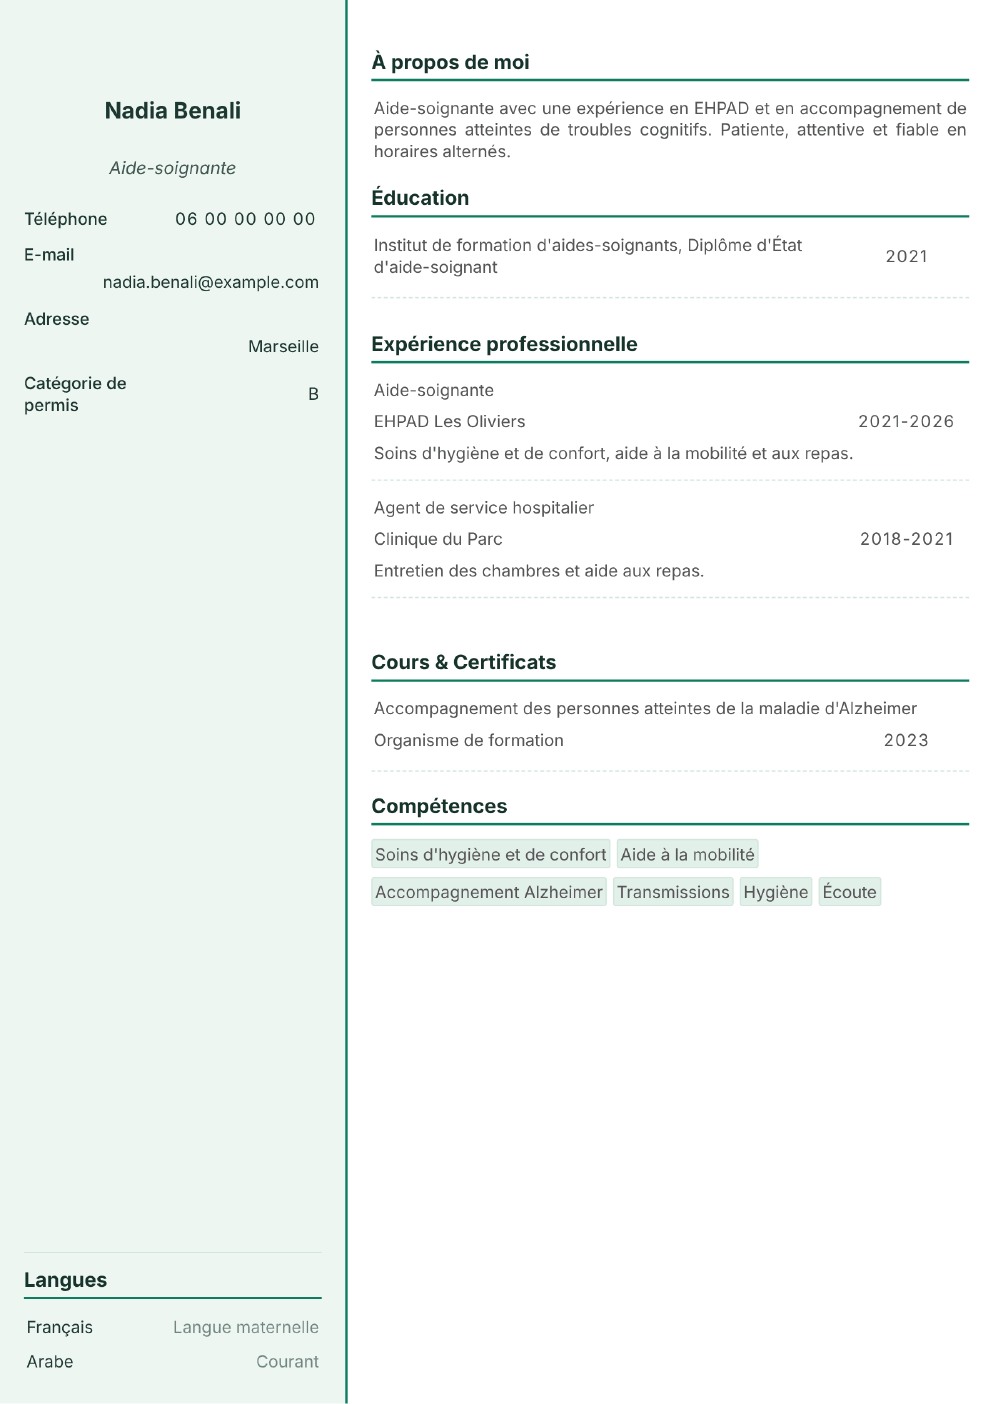 Nadia Benali
Aide-soignante
Téléphone 06 00 00 00 00
E-mail
nadia.benali@example.com
Adresse
Marseille
Catégorie de
permis
B
Langues
Français Langue maternelle
Arabe Courant
À propos de moi
Aide-soignante avec une expérience en EHPAD et en accompagnement de
personnes atteintes de troubles cognitifs. Patiente, attentive et fiable en
horaires alternés.
Éducation
Institut de formation d'aides-soignants, Diplôme d'État
d'aide-soignant
2021
Expérience professionnelle
Aide-soignante
EHPAD Les Oliviers 2021-2026
Soins d'hygiène et de confort, aide à la mobilité et aux repas.
Agent de service hospitalier
Clinique du Parc 2018-2021
Entretien des chambres et aide aux repas.
Cours & Certificats
Accompagnement des personnes atteintes de la maladie d'Alzheimer
Organisme de formation 2023
Compétences
Soins d'hygiène et de confort Aide à la mobilité
Accompagnement Alzheimer Transmissions Hygiène Écoute